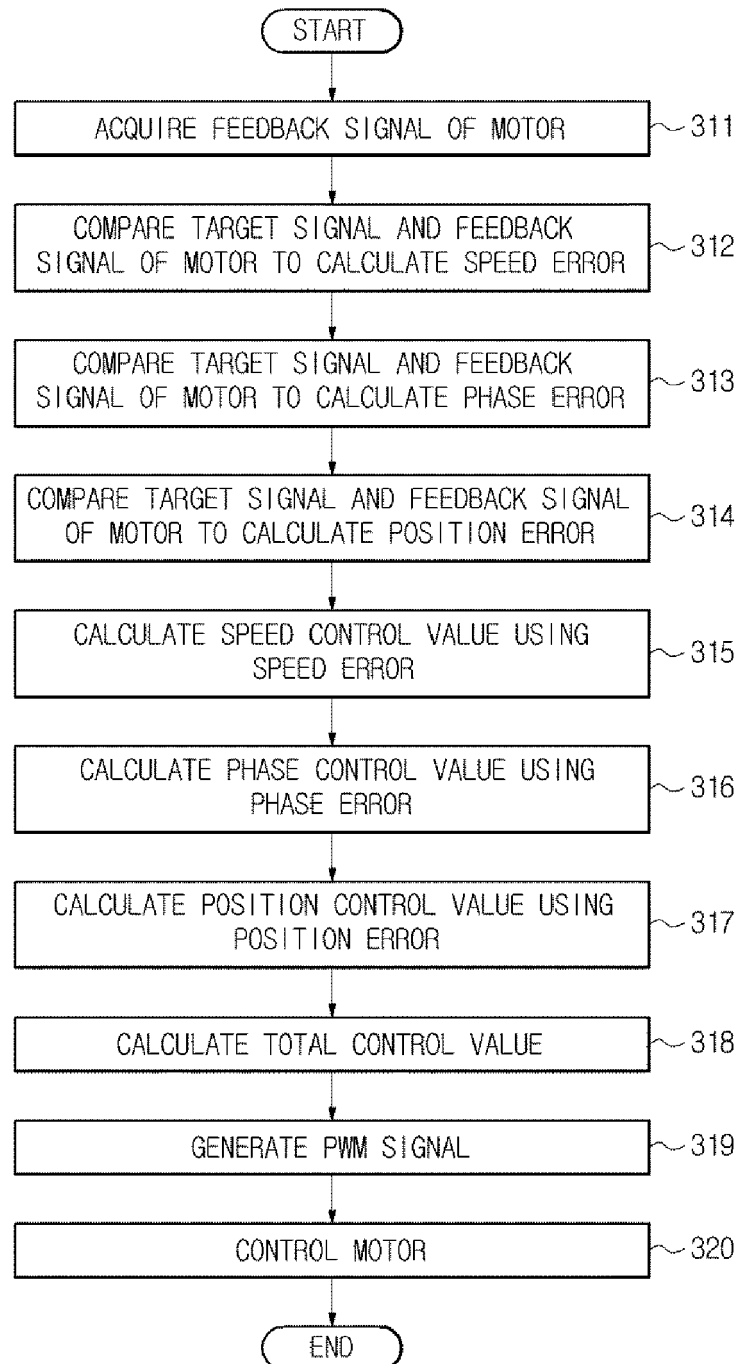 START
ACQUIRE FEEDBACK SIGNAL OF MOTOR
311
COMPARE TARGET SIGNAL AND FEEDBACK
SIGNAL OF MOTOR TO CALCULATE SPEED ERROR
312
COMPARE TARGET SIGNAL AND FEEDBACK
SIGNAL OF MOTOR TO CALCULATE PHASE ERROR
313
COMPARE TARGET SIGNAL AND FEEDBACK SIGNAL
OF MOTOR TO CALCULATE POSITION ERROR
314
CALCULATE SPEED CONTROL VALUE USING
SPEED ERROR
315
CALCULATE PHASE CONTROL VALUE USING
PHASE ERROR
316
CALCULATE POSITION CONTROL VALUE USING
POSITION ERROR
317
CALCULATE TOTAL CONTROL VALUE
318
GENERATE PWM SIGNAL
319
CONTROL MOTOR
320
END